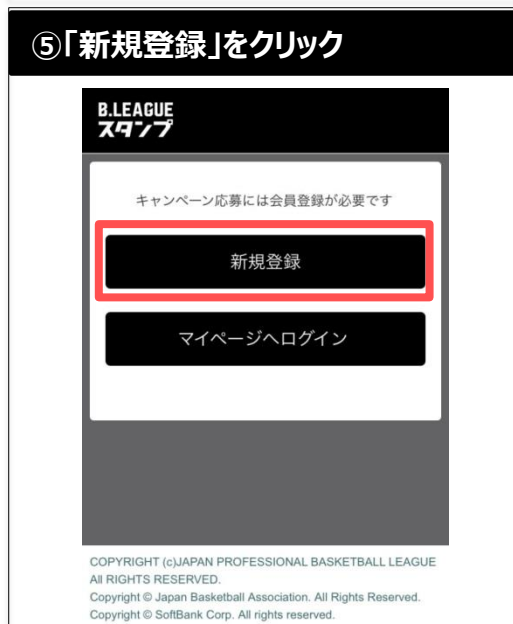 ⑤「新規登録」をクリック
B.LEAGUE
スタンプ
キャンペーン応募には会員登録が必要です
新規登録
マイページへログイン
COPYRIGHT (c)JAPAN PROFESSIONAL BASKETBALL LEAGUE
All RIGHTS RESERVED.
Copyright © Japan Basketball Association. All Rights Reserved.
Copyright © SoftBank Corp. All rights reserved.